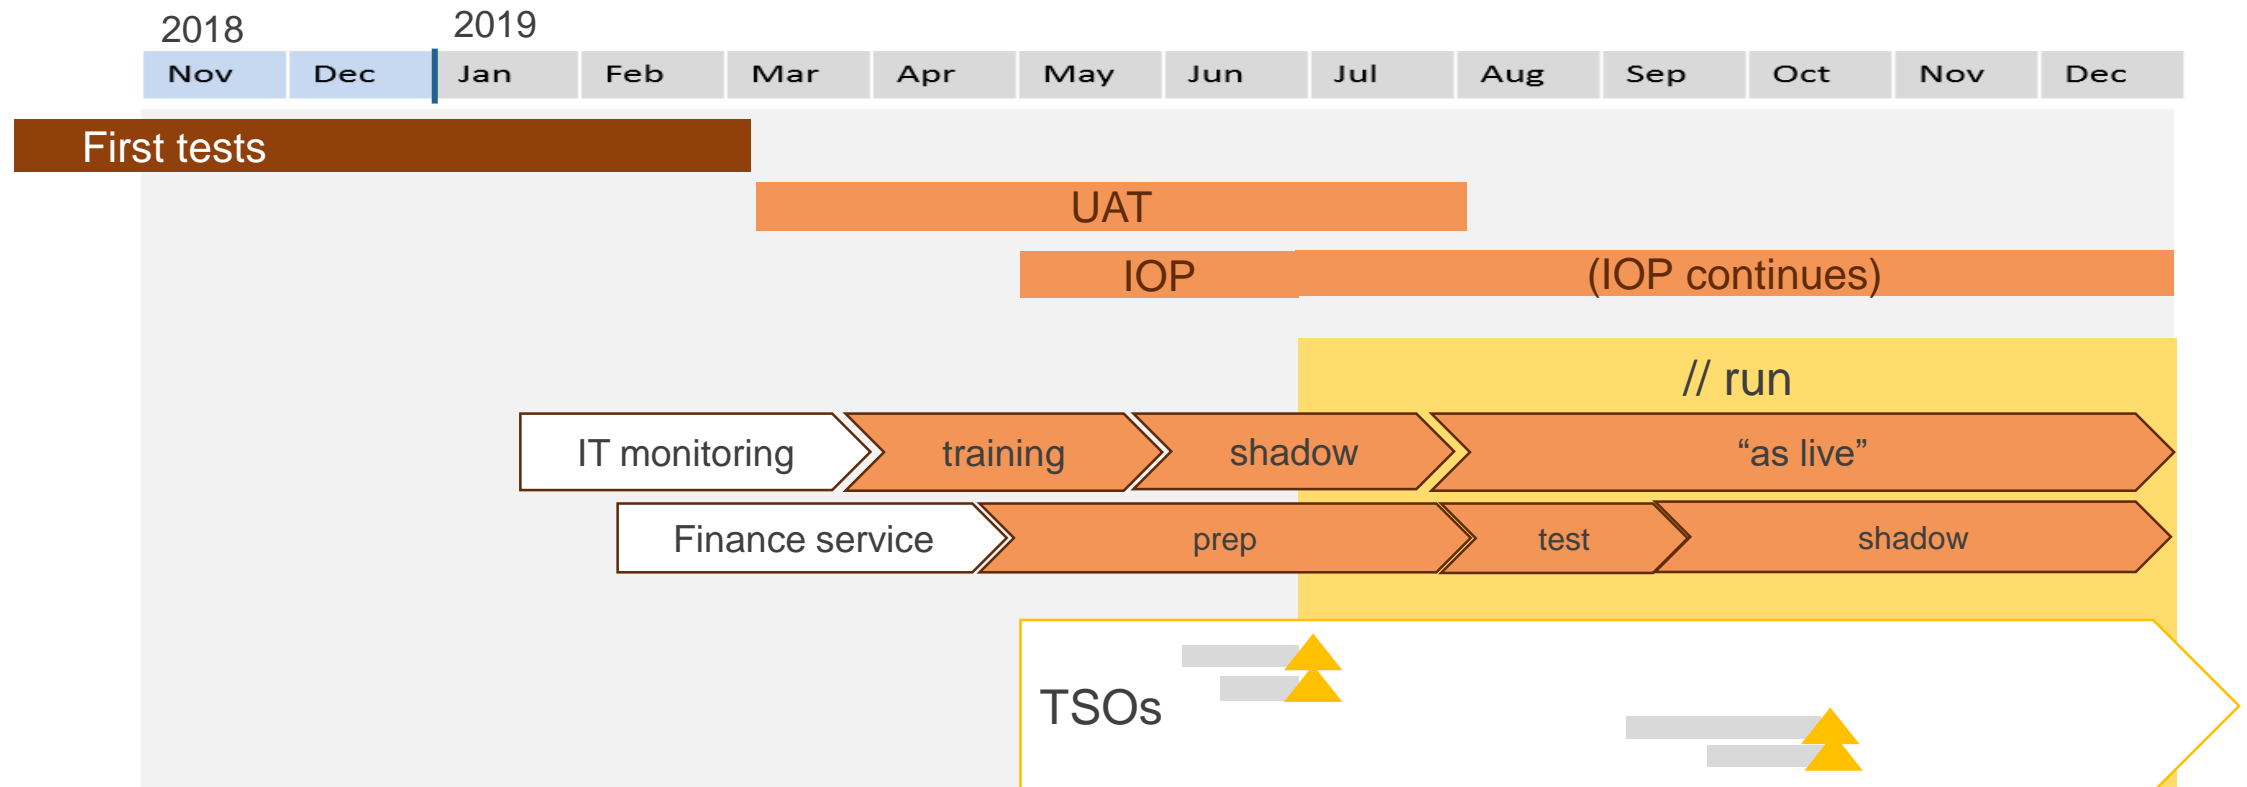 2018
2019
Nov Dec Jan Feb Mar Apr May Jun Jul Aug Sep Oct Nov Dec
First tests
UAT
IOP
(IOP continues)
// run
IT monitoring
training
shadow
“as live”
Finance service
prep
test
shadow
TSOs